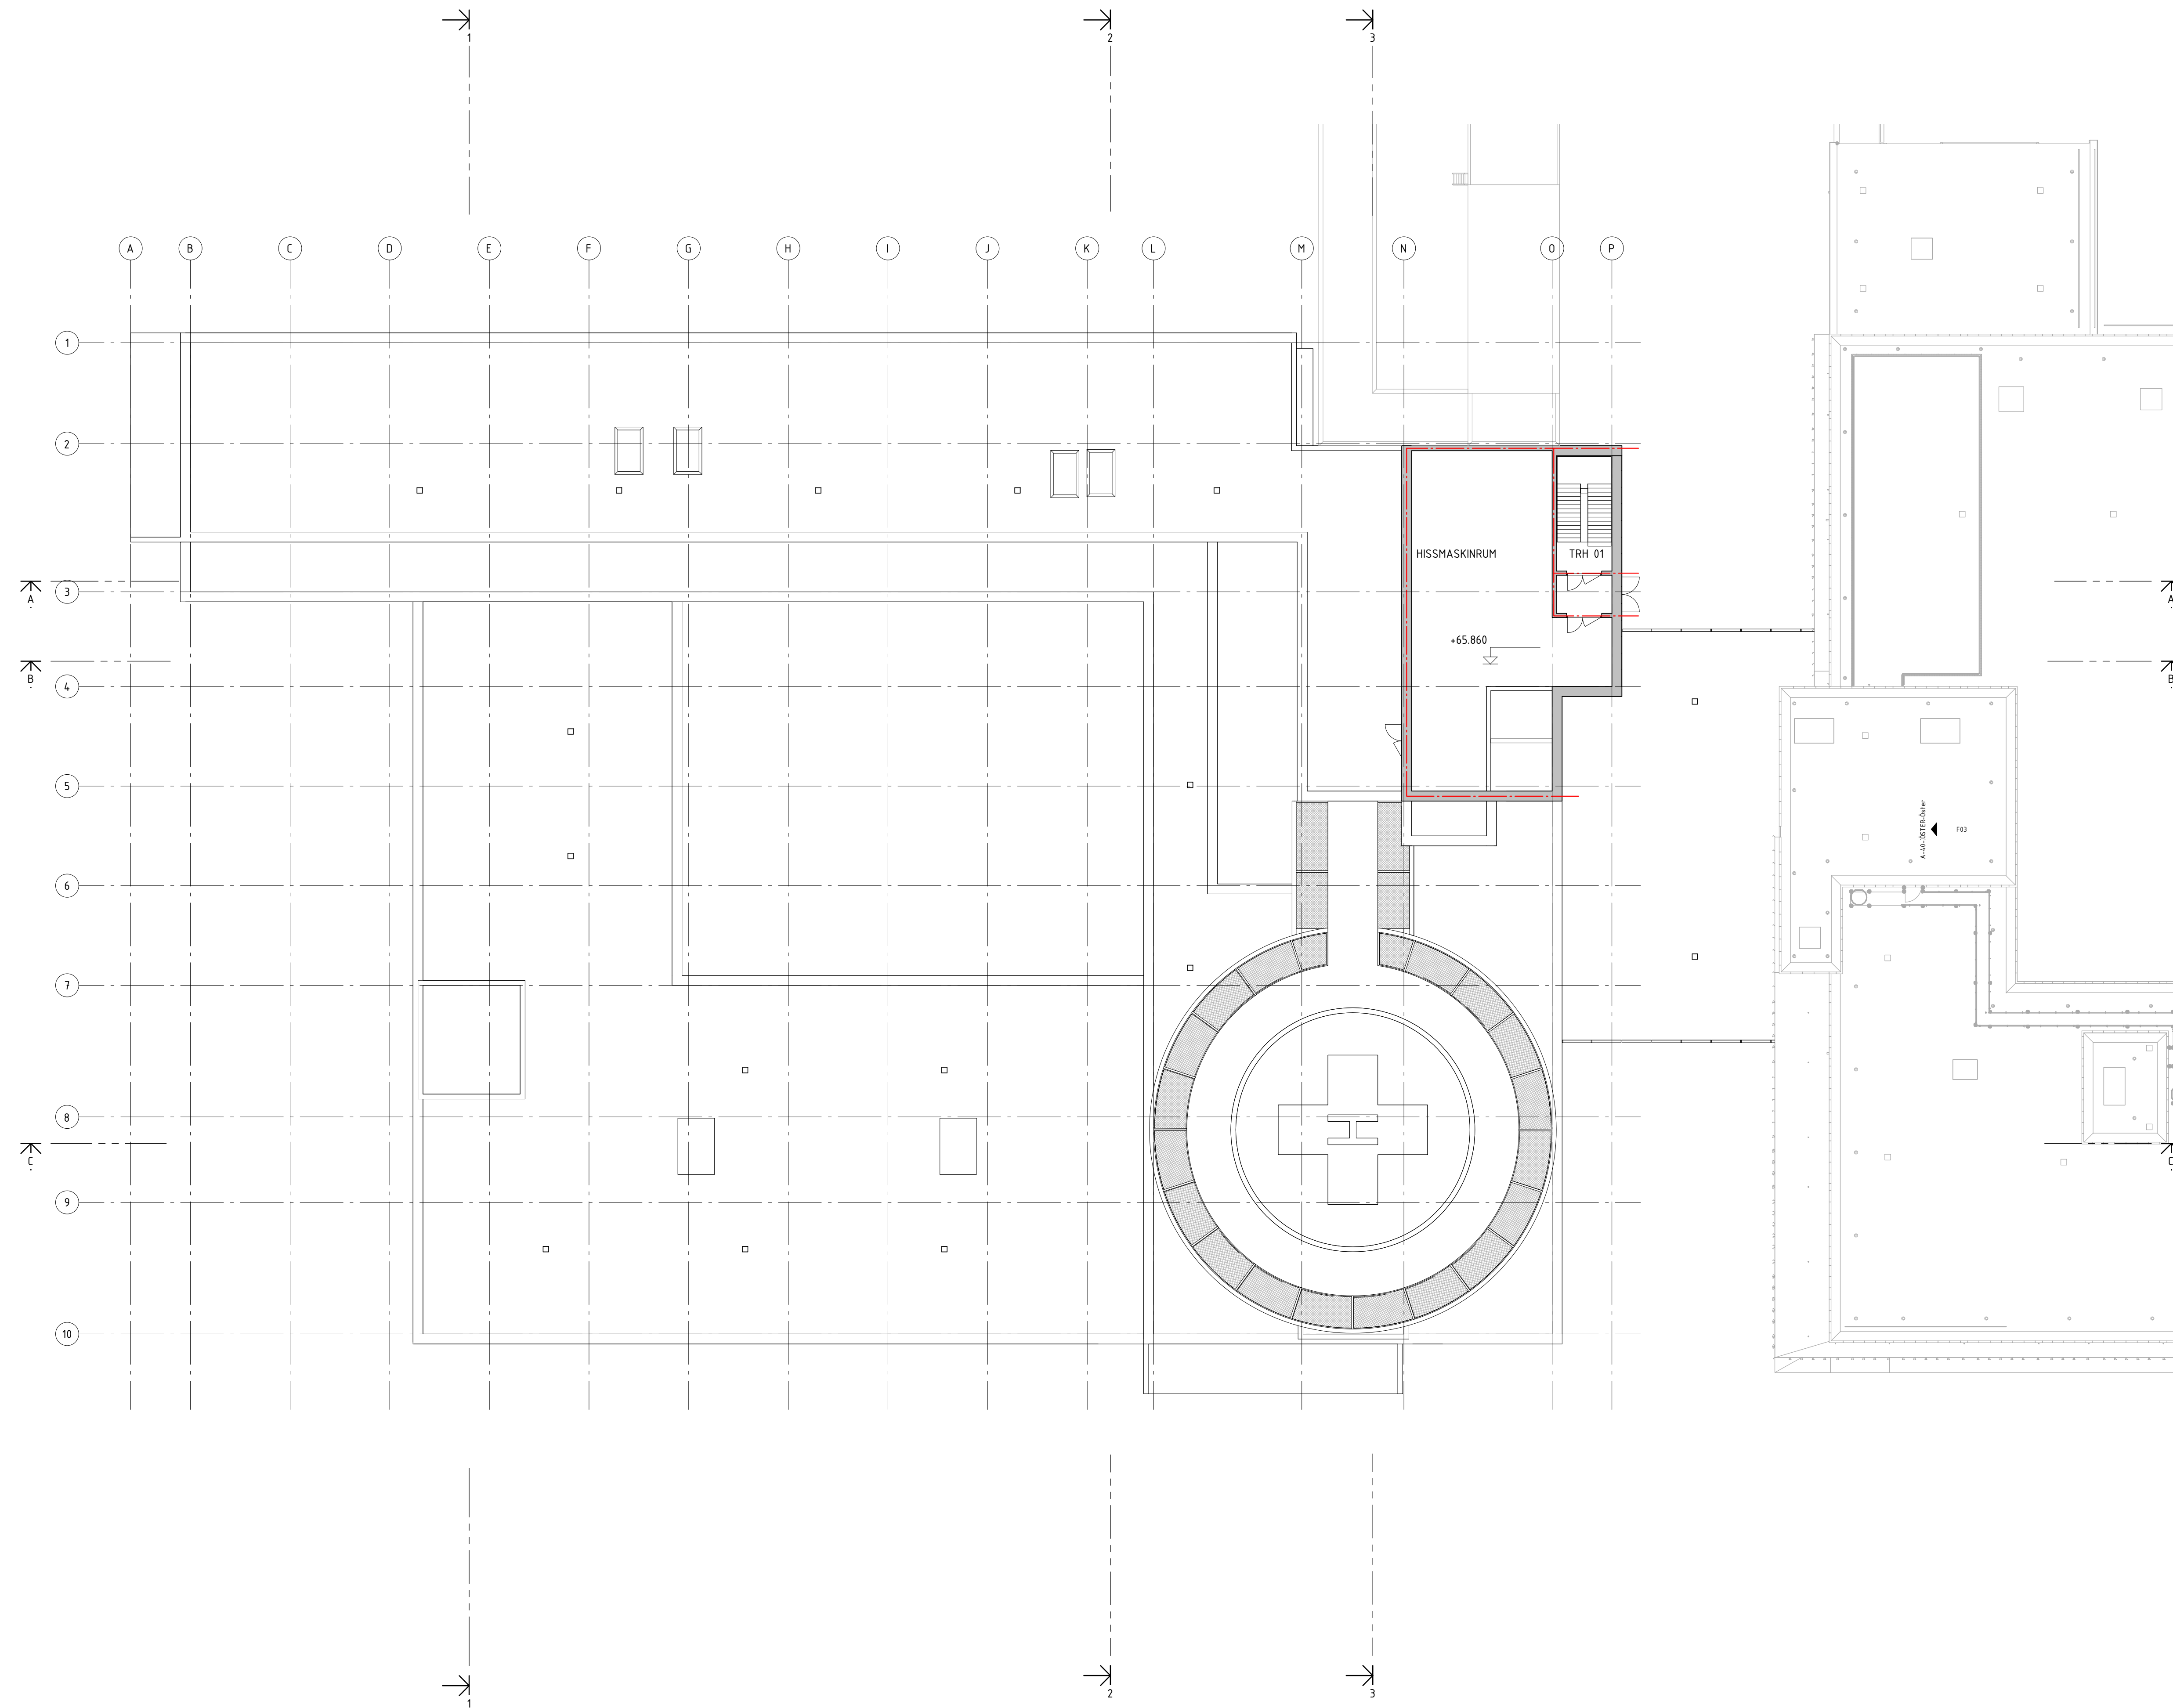 1 2 3
A B C D E F G H I J K L M N O P
1
2
HISSMASKINRUM TRH 01
A 3 A
+65.860
B 4 B
5
A-40-ÖSTER-Öster F03
6
7
8
H
C C
9
10
1 2 3